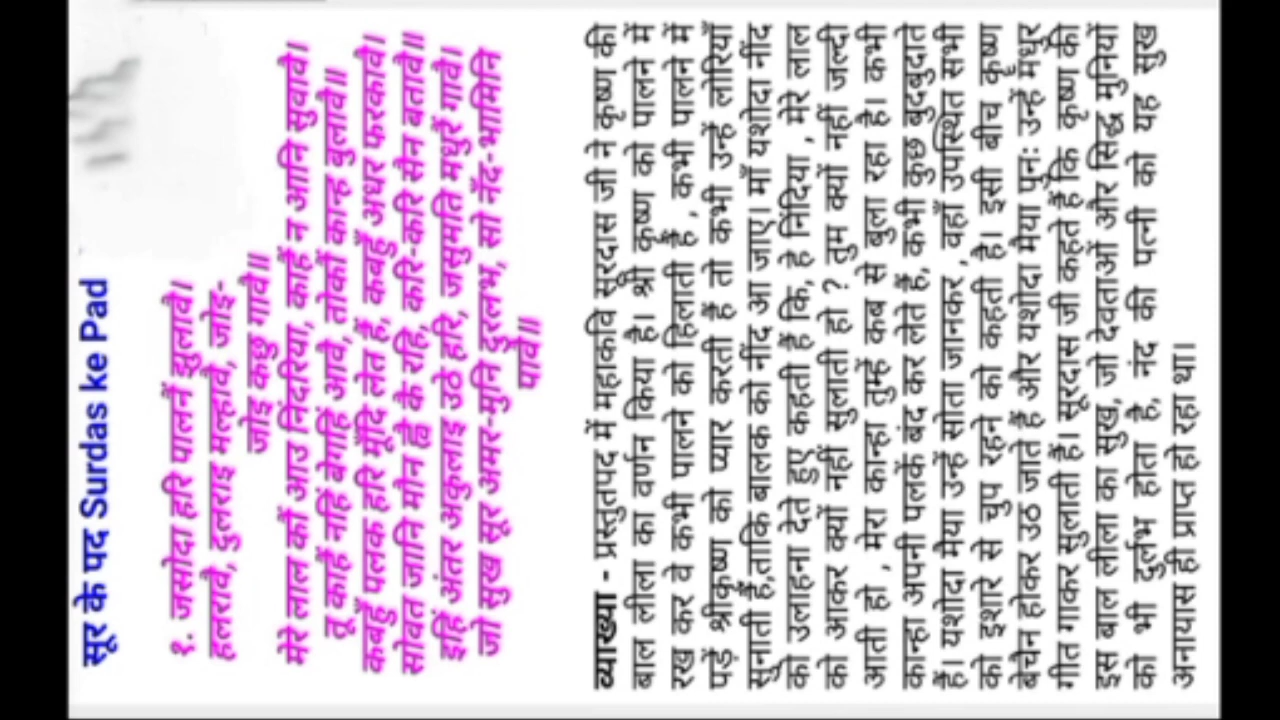 सूर के पद Surdas ke Pad
१. जसोदा हरि पालनैं झुलावै।
हलरावै, दुलराइ मल्हावै, जोइ-
जोइ कछु गावै॥
मेरे लाल कौं आउ निंदरिया, काहैं न आनि सुवावै।
तू काहैं नहिं बेगहिं आवै, तोकौं कान्ह बुलावै॥
कबहुँ पलक हरि मूँदि लेत हैं, कबहुँ अधर फरकावै।
सोवत जानि मौन ह्वै कै रहि, करि-करि सैन बतावै॥
इहिं अंतर अकुलाइ उठे हरि, जसुमति मधुरैं गावै।
जो सुख सूर अमर-मुनि दुरलभ, सो नँद-भामिनि
पावै॥
व्याख्या - प्रस्तुतपद में महाकवि सूरदास जी ने कृष्ण की
बाल लीला का वर्णन किया है। श्री कृष्ण को पालने में
रख कर वे कभी पालने को हिलाती है, कभी पालने में
पड़ें श्रीकृष्ण को प्यार करती हैं तो कभी उन्हें लोरियाँ
सुनाती हैं,ताकि बालक को नींद आ जाए। माँ यशोदा नींद
को उलाहना देते हुए कहती हैं कि, हे निंदिया , मेरे लाल
को आकर क्यों नहीं सुलाती हो ? तुम क्यों नहीं जल्दी
आती हो , मेरा कान्हा तुम्हें कब से बुला रहा है। कभी
कान्हा अपनी पलकें बंद कर लेते हैं, कभी कुछ बुदबुदाते
हैं। यशोदा मैया उन्हें सोता जानकर , वहाँ उपस्थित सभी
को इशारे से चुप रहने को कहती है। इसी बीच कृष्ण
बेचैन होकर उठ जाते हैं और यशोदा मैया पुनः उन्हें मधुर
गीत गाकर सुलाती हैं। सूरदास जी कहते हैं कि कृष्ण की
इस बाल लीला का सुख, जो देवताओं और सिद्ध मुनियों
को भी दुर्लभ होता है, नंद की पत्नी को यह सुख
अनायास ही प्राप्त हो रहा था।